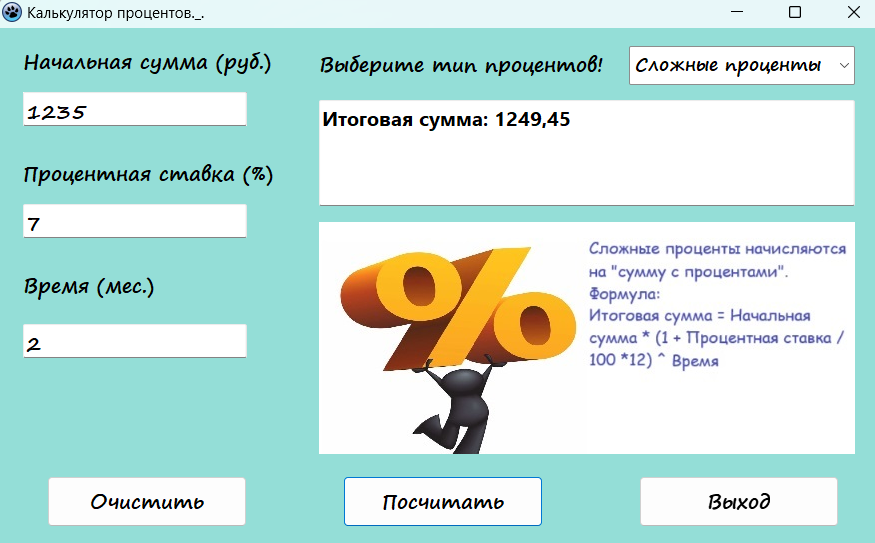 Калькулятор процентов._.
Начальная сумма (руб.)
1235
Процентная ставка (%)
7
Время (мес.)
2
Выберите тип процентов!
Сложные проценты
Итоговая сумма: 1249,45
%
Сложные проценты начисляются
на "сумму с процентами".
Формула:
Итоговая сумма = Начальная
сумма * (1 + Процентная ставка /
100 *12) ^ Время
Очистить
Посчитать
Выход